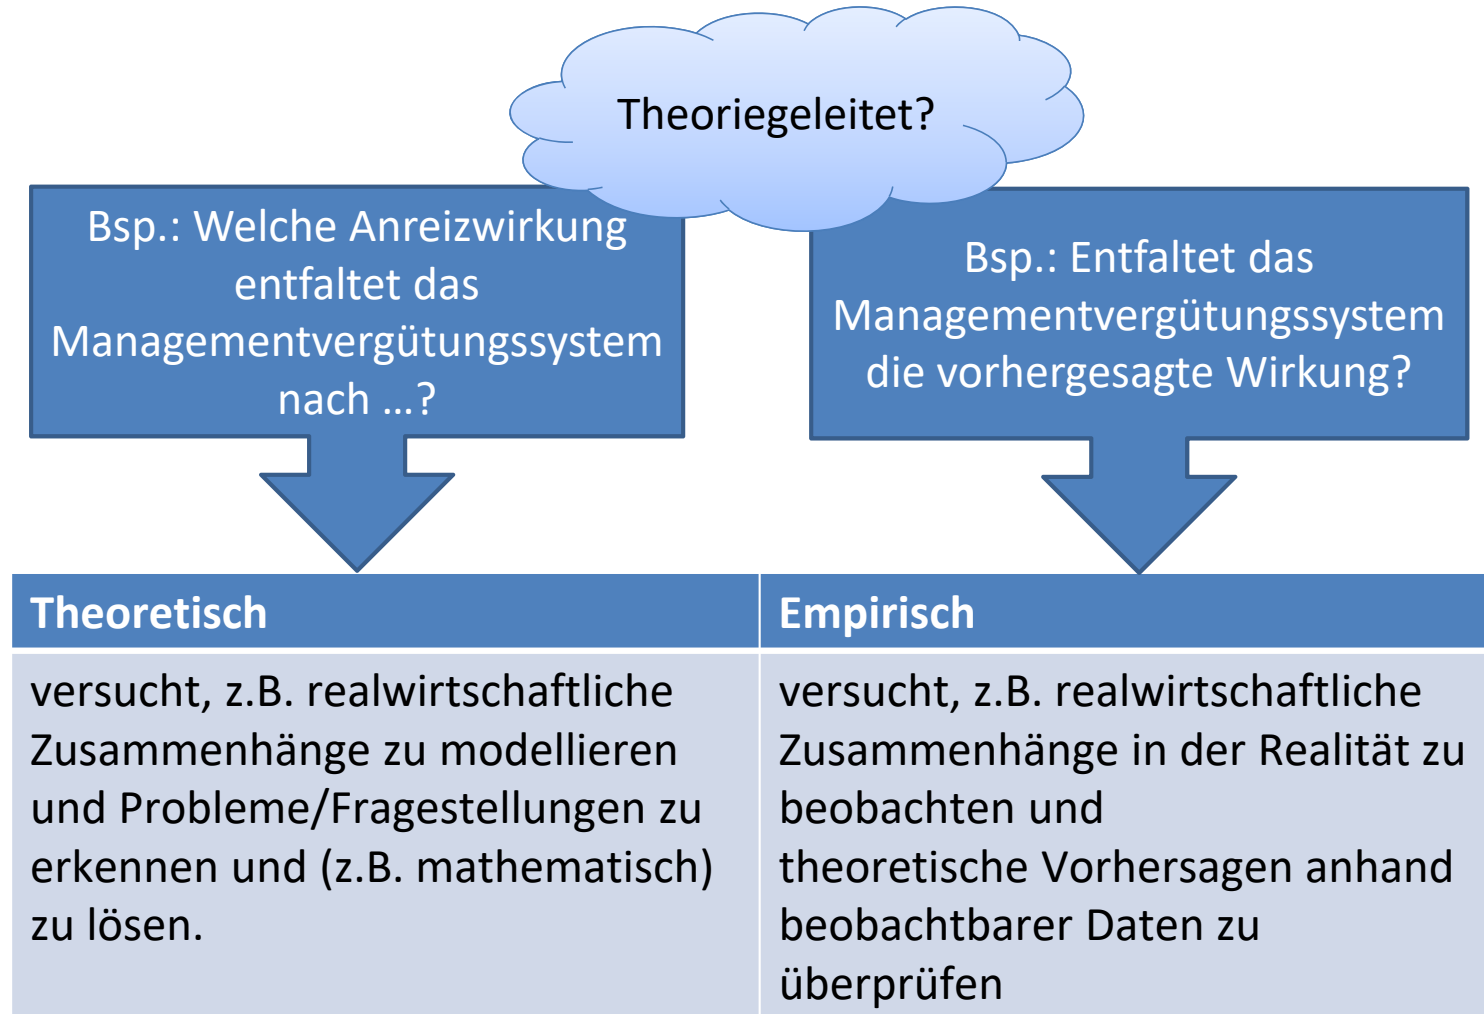 Theoriegeleitet?
Bsp.: Welche Anreizwirkung
entfaltet das
Managementvergütungssystem
nach …?
Bsp.: Entfaltet das
Managementvergütungssystem
die vorhergesagte Wirkung?
Theoretisch
versucht, z.B. realwirtschaftliche
Zusammenhänge zu modellieren
und Probleme/Fragestellungen zu
erkennen und (z.B. mathematisch)
zu lösen.
Empirisch
versucht, z.B. realwirtschaftliche
Zusammenhänge in der Realität zu
beobachten und
theoretische Vorhersagen anhand
beobachtbarer Daten zu
überprüfen